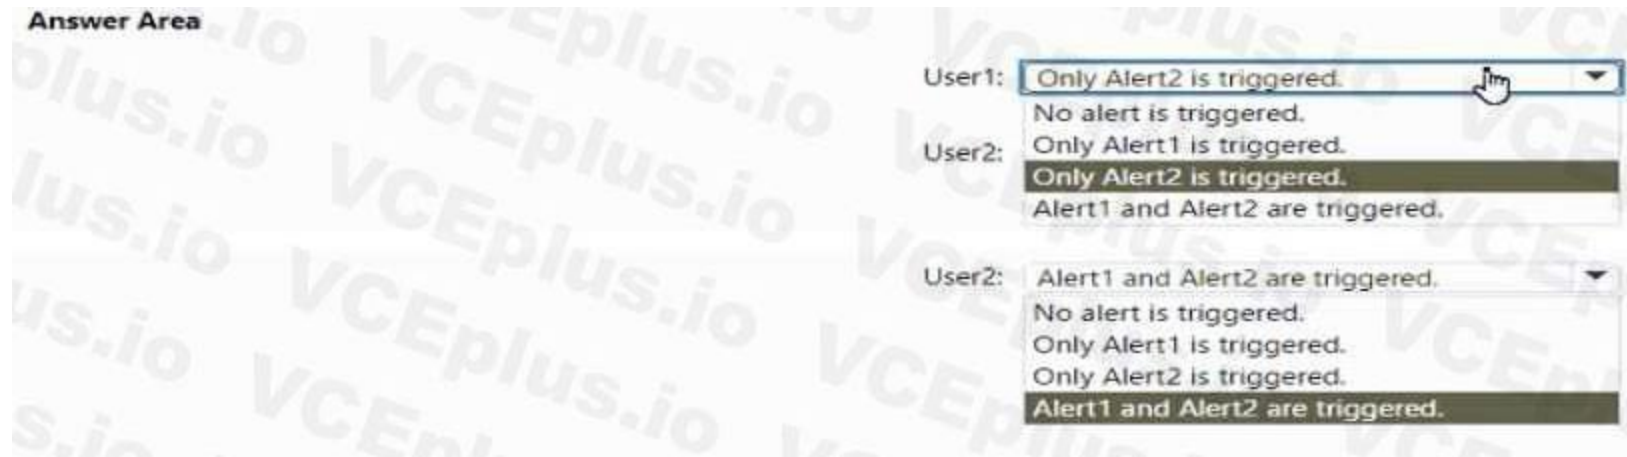 Answer Area
User1: Only Alert2 is triggered.
No alert is triggered.
Only Alert1 is triggered.
User2:
Only Alert2 is triggered.
Alert1 and Alert2 are triggered.
User2: Alert1 and Alert2 are triggered.
No alert is triggered.
Only Alert1 is triggered.
Only Alert2 is triggered.
Alert1 and Alert2 are triggered.
VCEplus.io